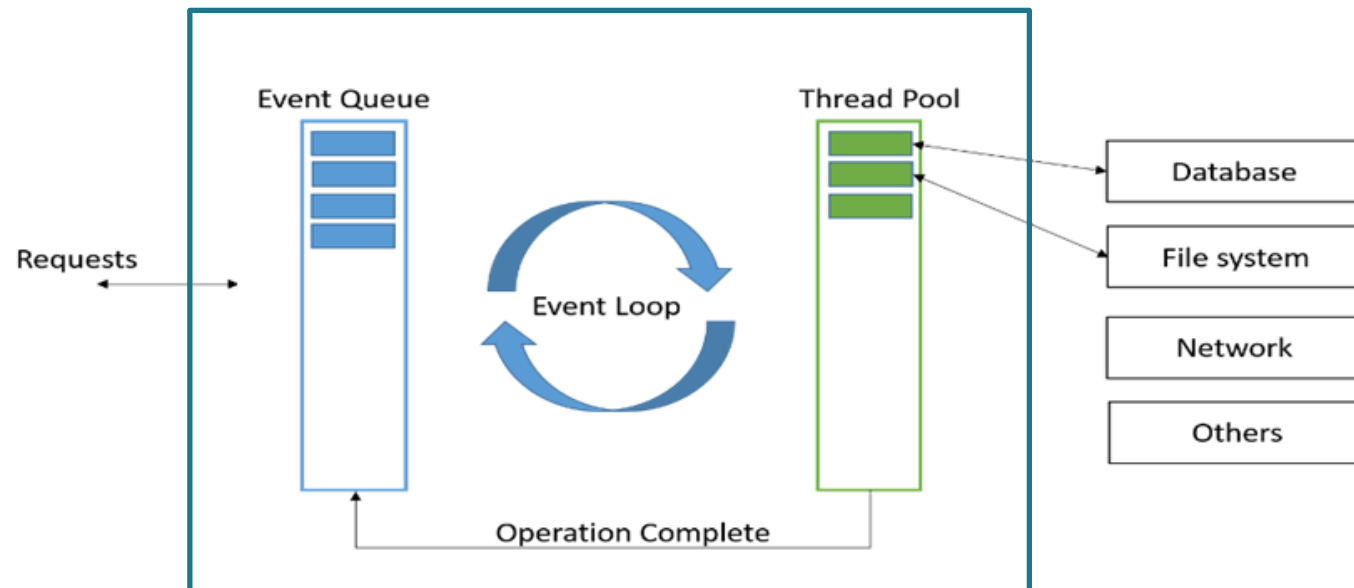 Event Queue
Thread Pool
Database
Requests
File system
Event Loop
Network
Others
Operation Complete